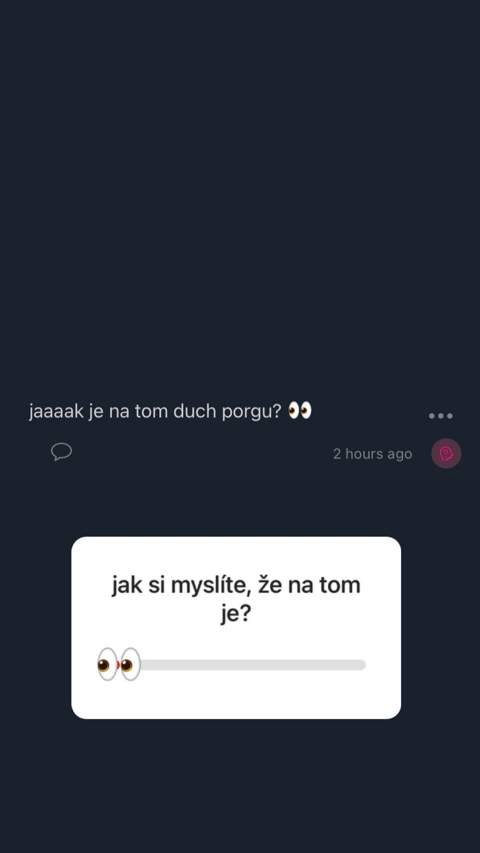 jaaaak je na tom duch porgu? 👀
2 hours ago
jak si myslíte, že na tom
je?